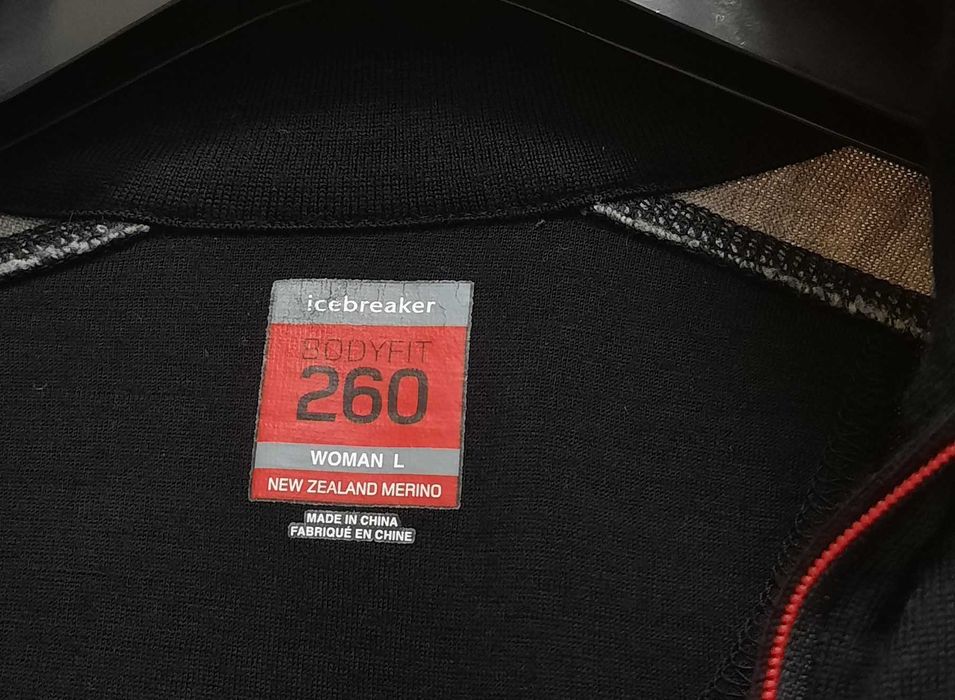 icebreaker
BODYFIT
260
WOMAN L
NEW ZEALAND MERINO
MADE IN CHINA
FABRIQUÉ EN CHINE